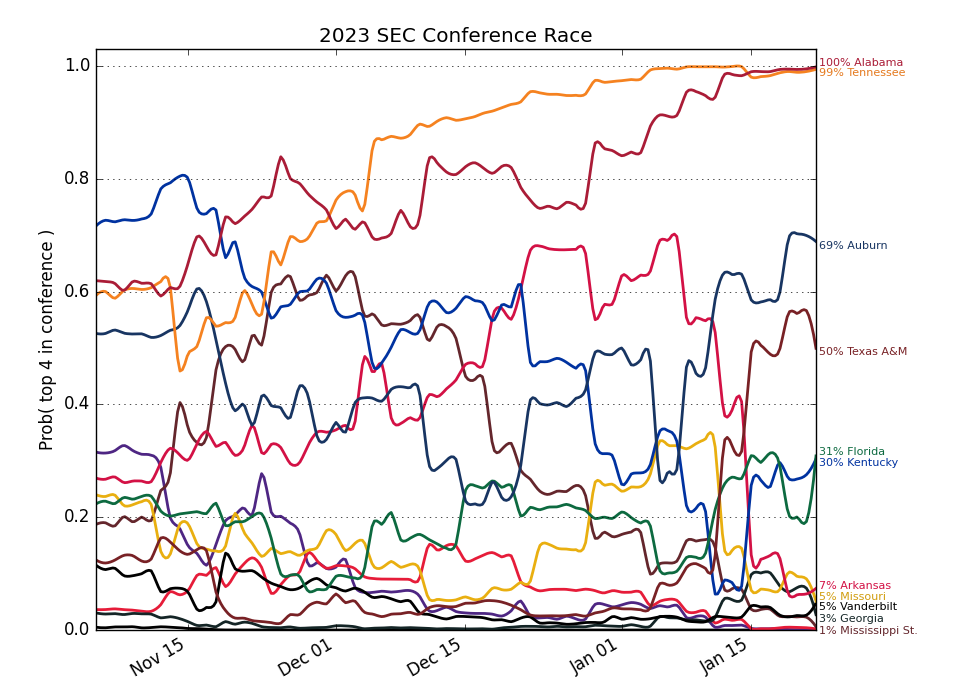 2023 SEC Conference Race
Prob( top 4 in conference )
1.0
0.8
0.6
0.4
0.2
0.0
Nov 15
Dec 01
Dec 15
Jan 01
Jan 15
100% Alabama
99% Tennessee
69% Auburn
50% Texas A&M
31% Florida
30% Kentucky
7% Arkansas
5% Missouri
5% Vanderbilt
3% Georgia
1% Mississippi St.